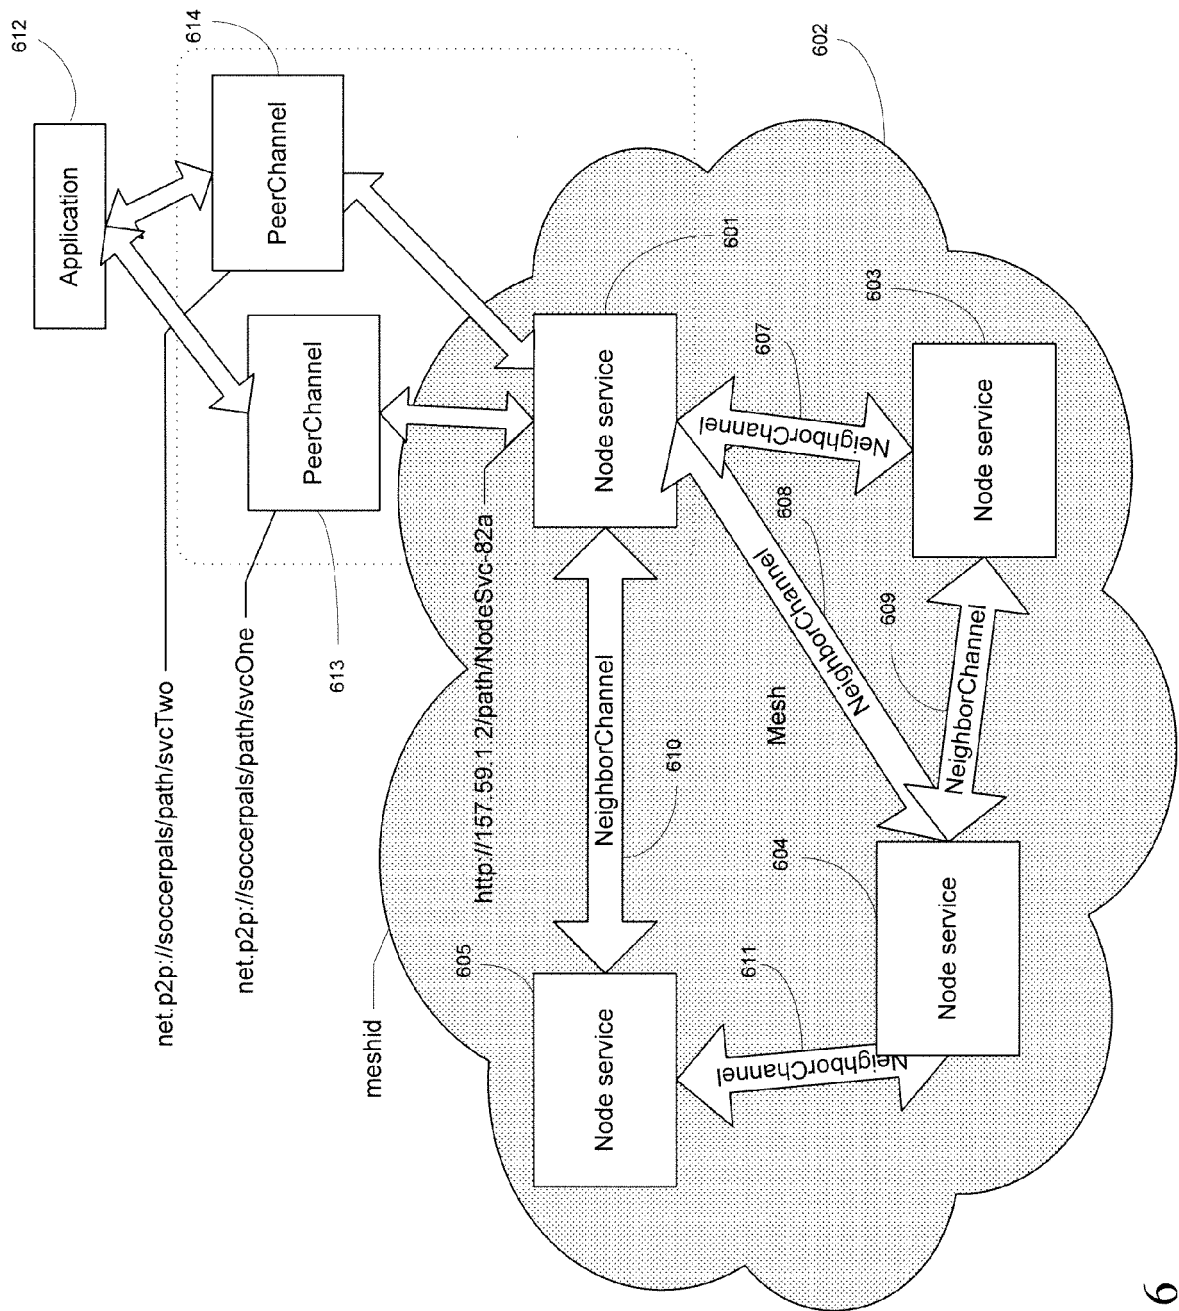 612
Application
net.p2p://soccerpals/path/svcTwo
614
net.p2p://soccerpals/path/svcOne
PeerChannel
PeerChannel
613
meshid
605
http://157.59.1.2/path/NodeSvc-82a
Node service
NeighborChannel
Node service
610
601
NeighborChannel
611
NeighborChannel
Mesh
604
608
NeighborChannel
607
602
603
609
Node service
NeighborChannel
Node service
6